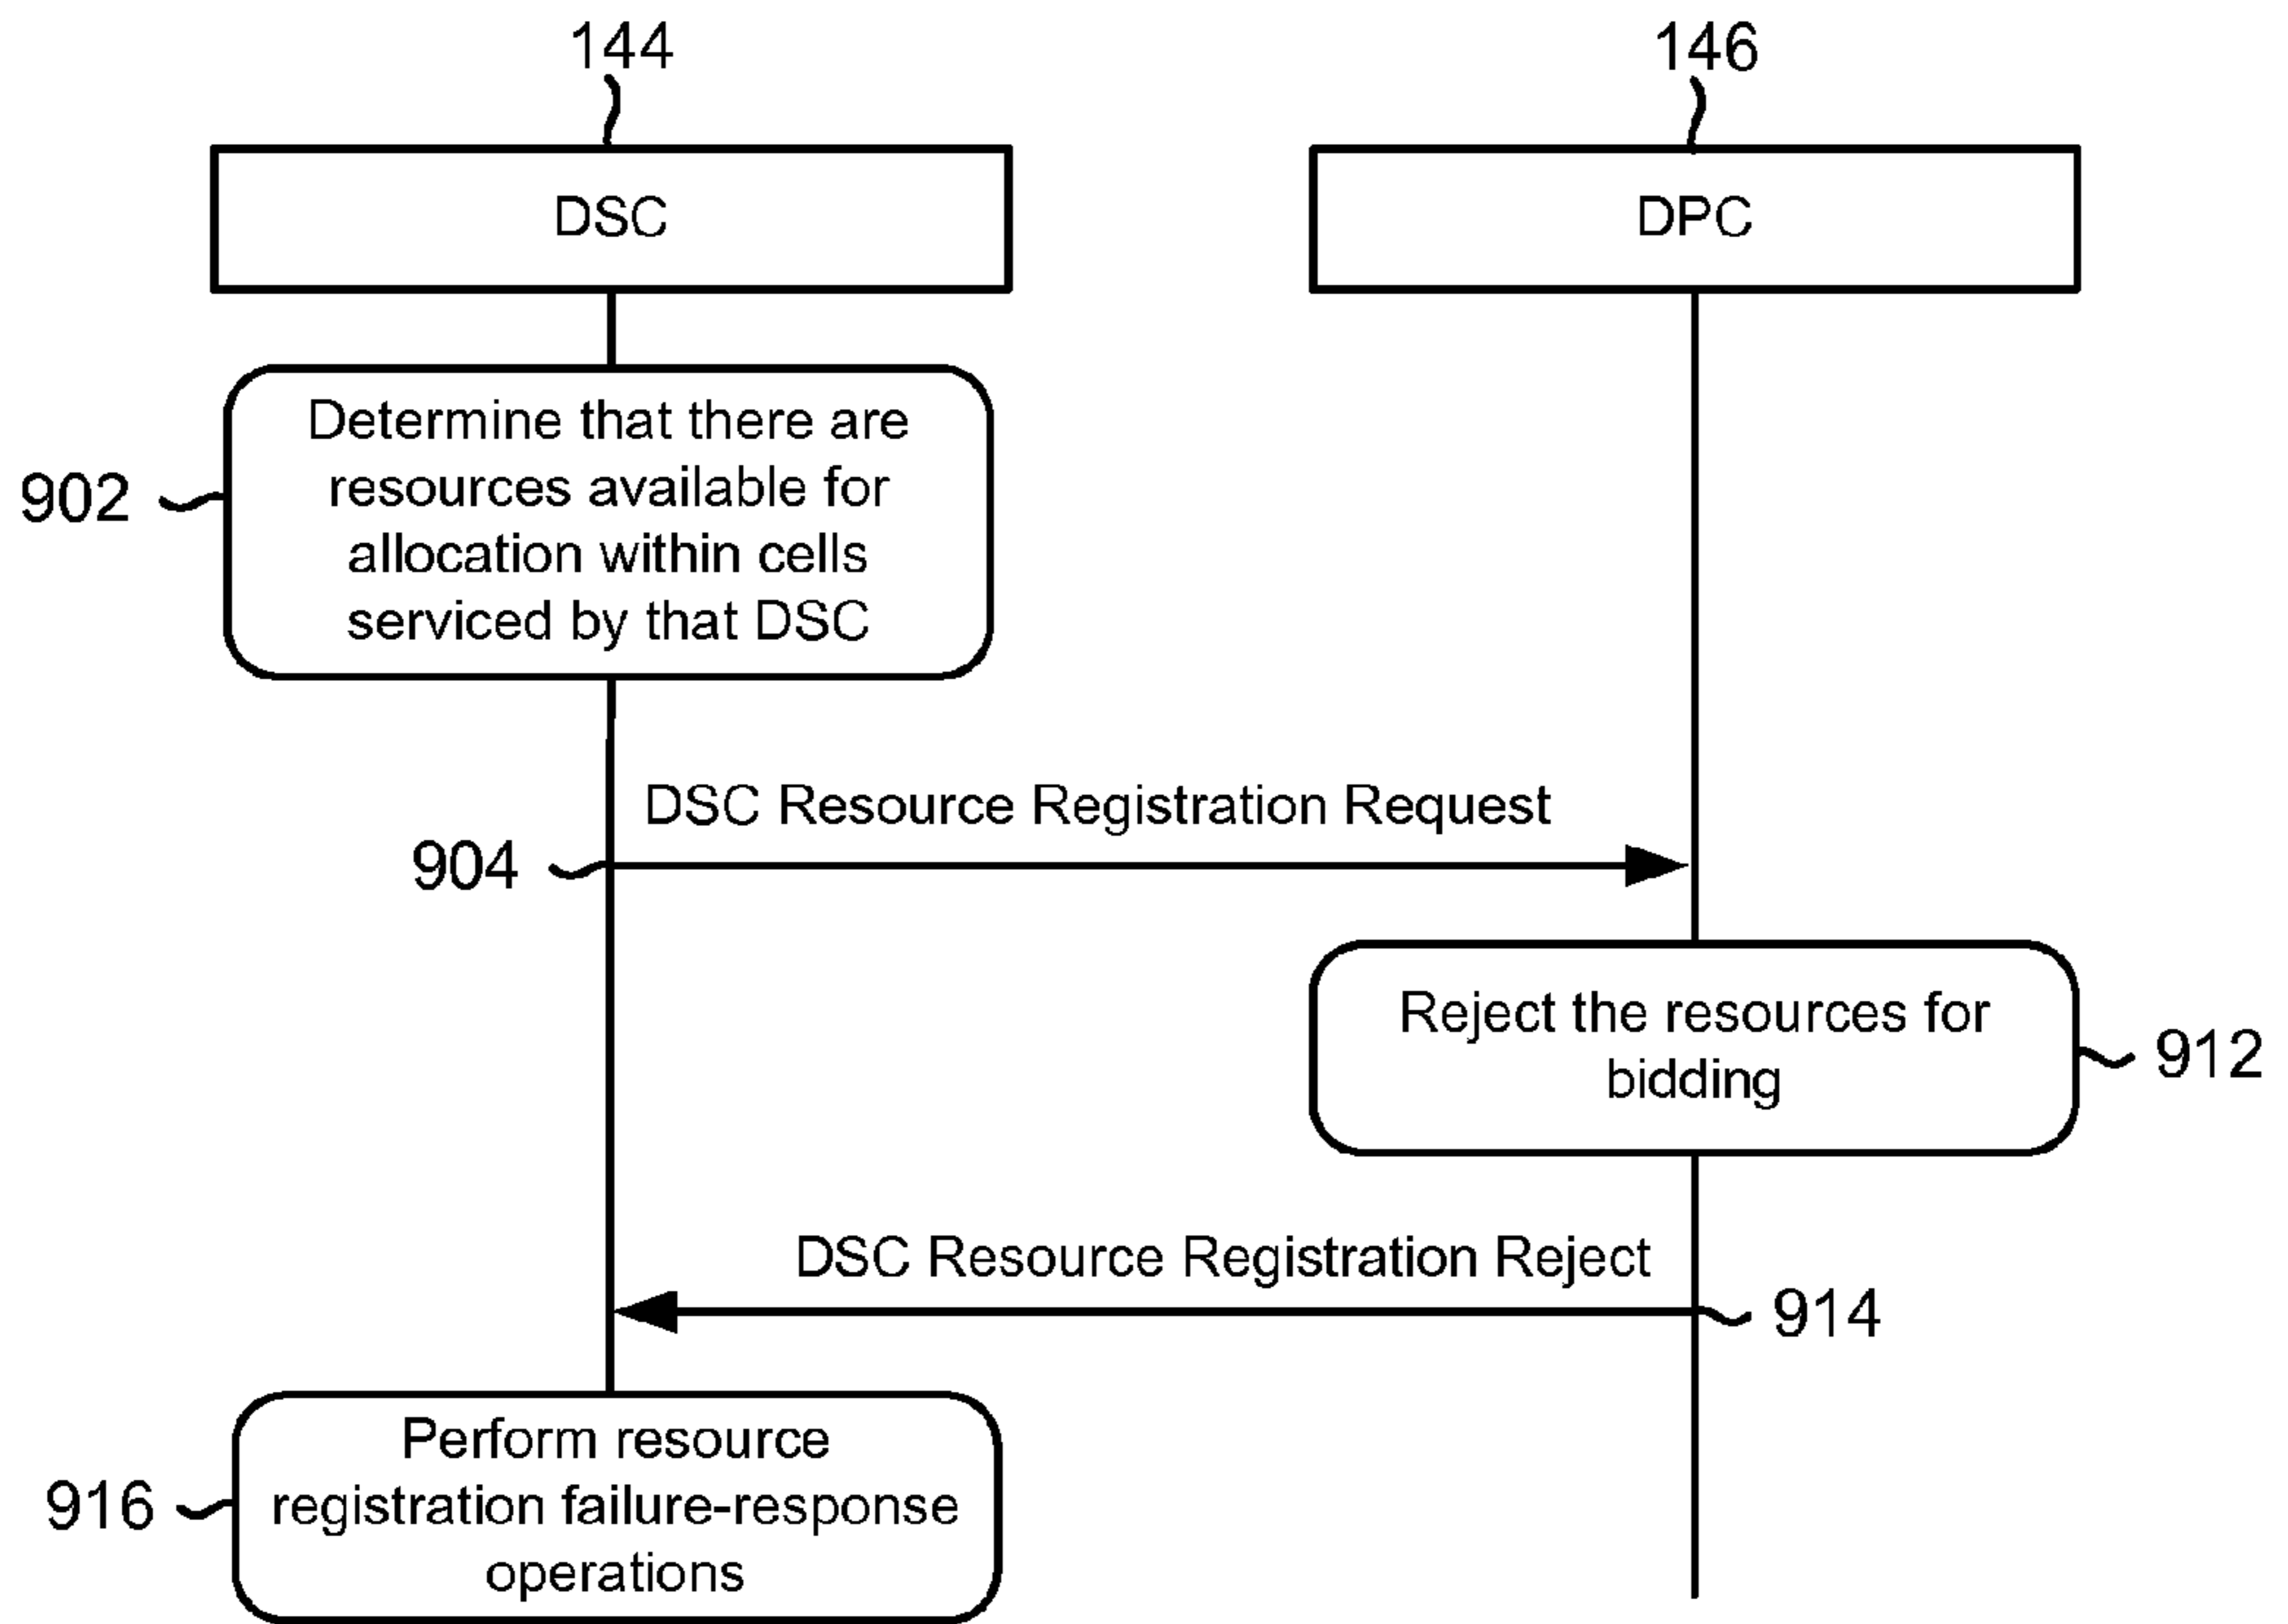 144
146
DSC
DPC
Determine that there are
resources available for
allocation within cells
serviced by that DSC
902
DSC Resource Registration Request
904
Reject the resources for
bidding
912
DSC Resource Registration Reject
914
Perform resource
registration failure-response
operations
916